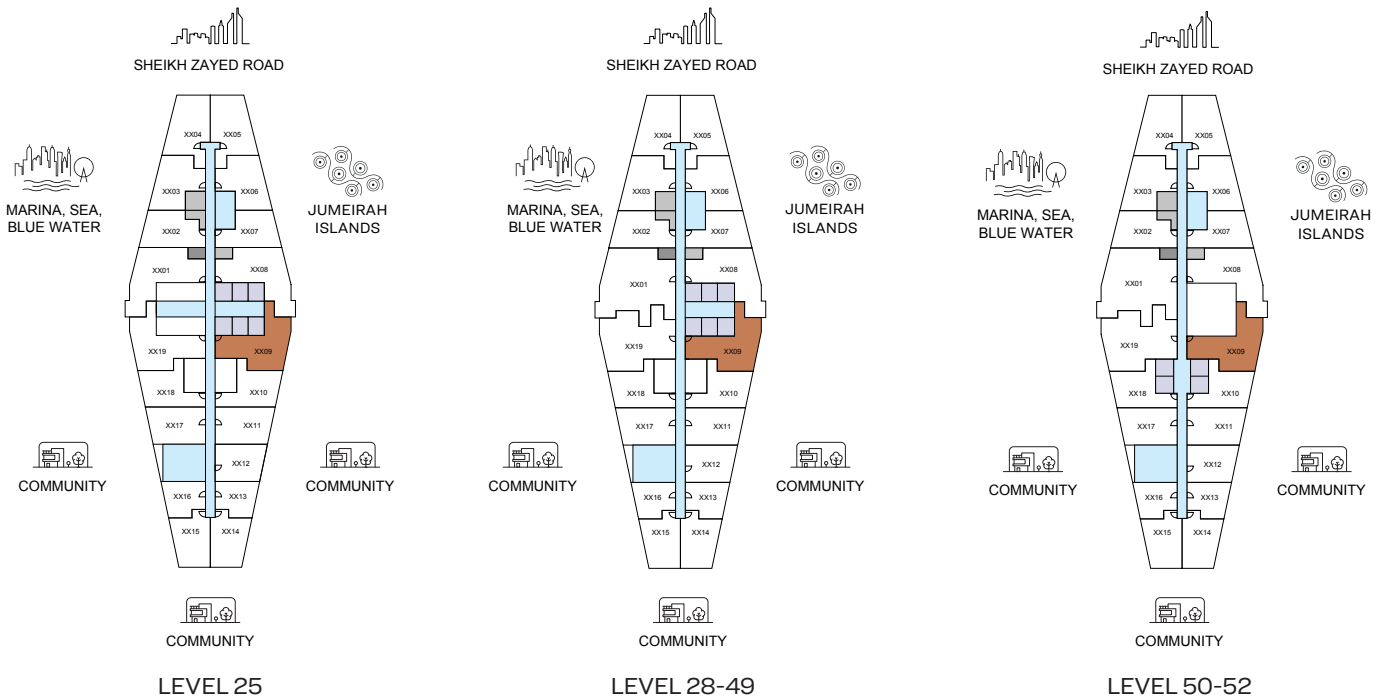 SHEIKH ZAYED ROAD
XX04 XX05
MARINA, SEA,
BLUE WATER
XX03 XX06
JUMEIRAH
ISLANDS
XX02 XX07
XX01 XX08
XX19 XX09
XX18 XX10
XX17 XX11
XX12
COMMUNITY
COMMUNITY
XX16 XX13
XX15 XX14
COMMUNITY
LEVEL 25
SHEIKH ZAYED ROAD
XX04 XX05
MARINA, SEA,
BLUE WATER
XX03 XX06
JUMEIRAH
ISLANDS
XX02 XX07
XX08
XX01
XX19 XX09
XX18 XX10
XX17 XX11
XX12
COMMUNITY
COMMUNITY
XX16 XX13
XX15 XX14
COMMUNITY
LEVEL 28-49
SHEIKH ZAYED ROAD
XX04 XX05
MARINA, SEA,
BLUE WATER
XX03 XX06
JUMEIRAH
ISLANDS
XX02 XX07
XX08
XX01
XX19 XX09
XX18 XX10
XX17 XX11
XX12
COMMUNITY
COMMUNITY
XX16 XX13
XX15 XX14
COMMUNITY
LEVEL 50-52